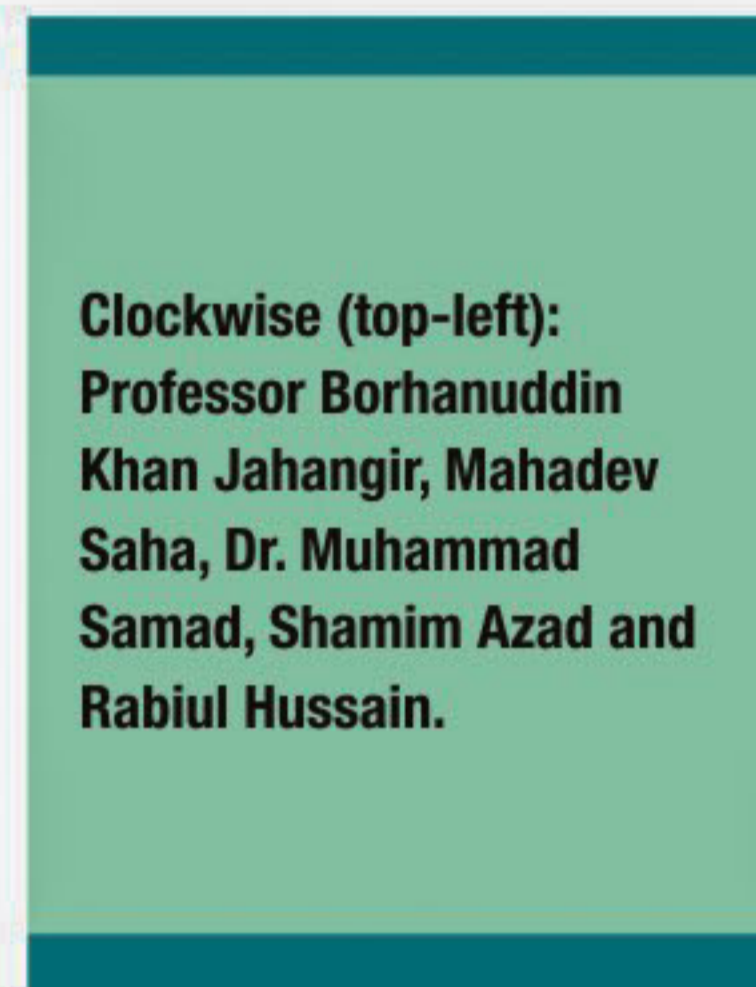 Clockwise (top-left):
Professor Borhanuddin
Khan Jahangir, Mahadev
Saha, Dr. Muhammad
Samad, Shamim Azad and
Rabiul Hussain.